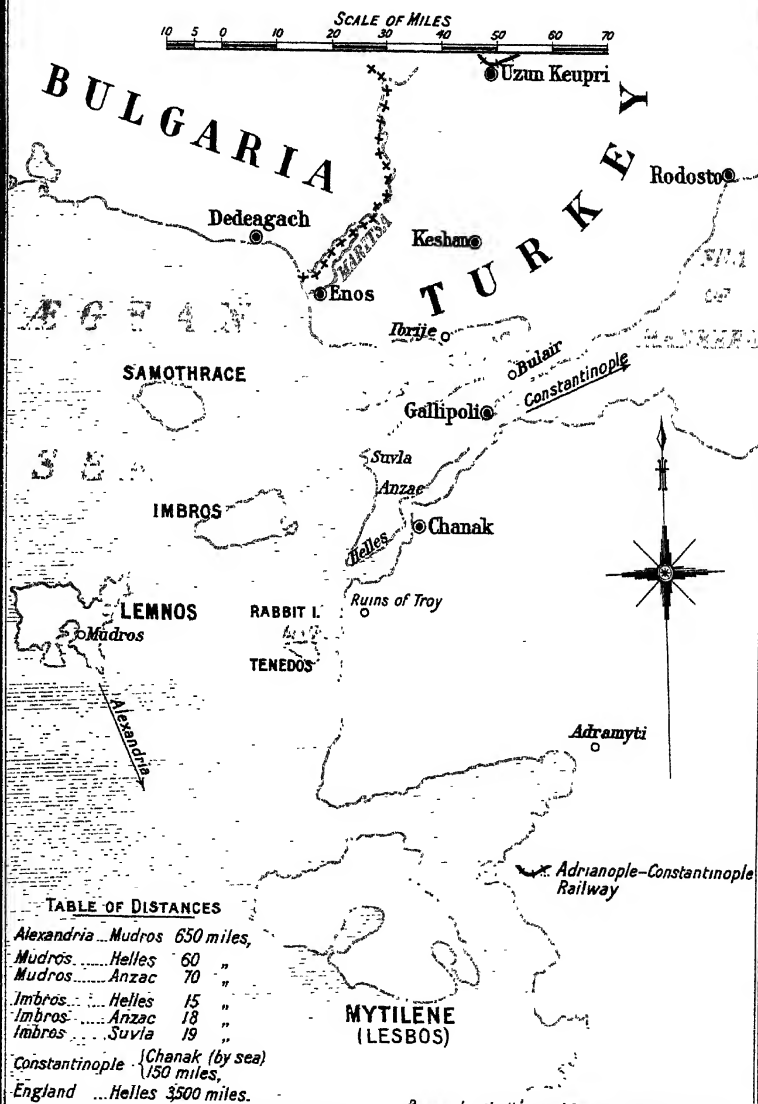 SCALE OF MILES
10 5 0 10 20 30 40 50 60 70
Uzun Keupri
BULGARIA
TURKEY
Rodosto
Dedeagach
Keshan
MARITSA
Enos
SEA
OF
ÆGEAN
Ibrije
Bulair
Constantinople
SAMOTHRACE
Gallipoli
SEA
Suvla
Anzac
IMBROS
Chanak
Helles
LEMNOS
RABBIT I.
Ruins of Troy
Mudros
TENEDOS
Alexandria
Adramyti
Adrianople-Constantinople
Railway
TABLE OF DISTANCES
Alexandria...Mudros 650 miles,
Mudros.......Helles 60 "
Mudros.......Anzac 70 "
Imbros.......Helles 15 "
Imbros.......Anzac 18 "
Imbros.......Suvla 19 "
Constantinople {Chanak (by sea)
150 miles,
England ...Helles 3,500 miles.
MYTILENE
(LESBOS)